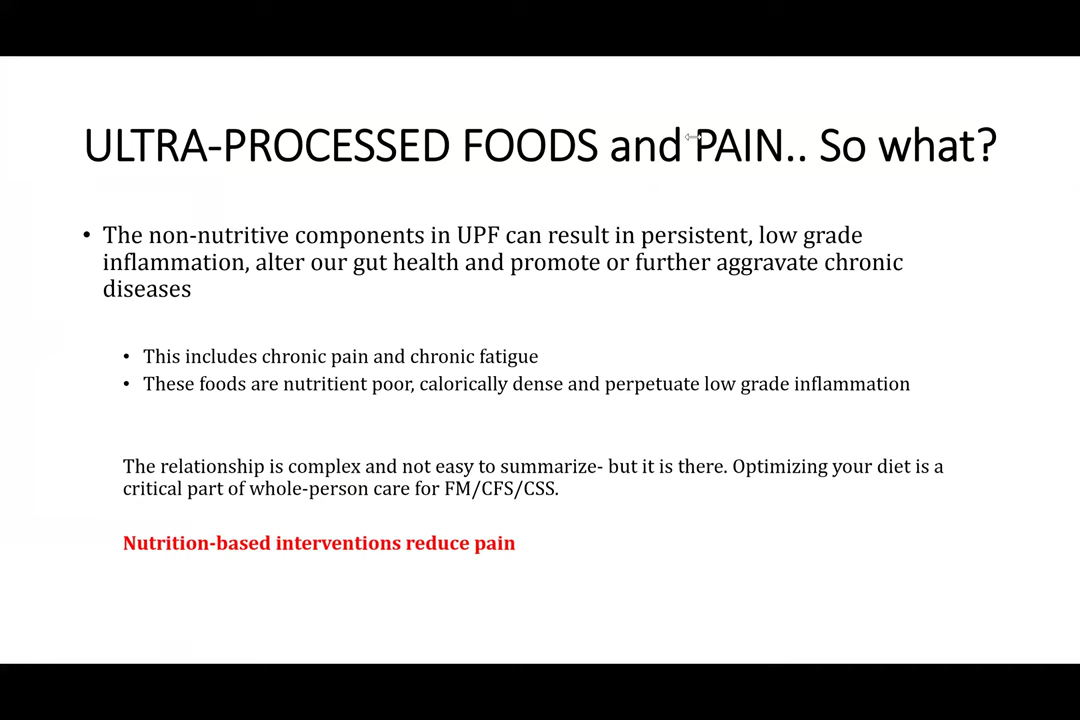 ULTRA-PROCESSED FOODS and PAIN.. So what?
• The non-nutritive components in UPF can result in persistent, low grade
inflammation, alter our gut health and promote or further aggravate chronic
diseases
• This includes chronic pain and chronic fatigue
• These foods are nutritient poor, calorically dense and perpetuate low grade inflammation
The relationship is complex and not easy to summarize- but it is there. Optimizing your diet is a
critical part of whole-person care for FM/CFS/CSS.
Nutrition-based interventions reduce pain